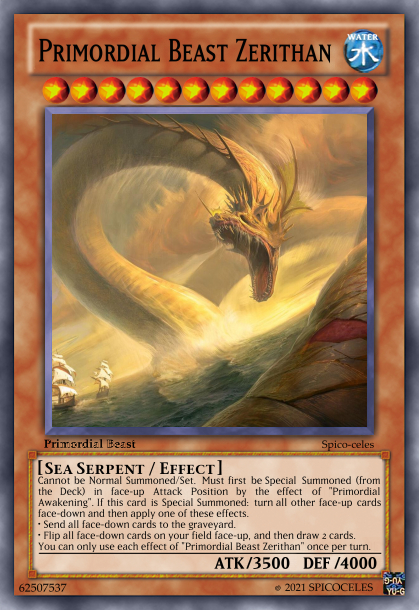 PRIMORDIAL BEAST ZERITHAN
WATER
水
Primordial Beast
Spico-celes
[SEA SERPENT / EFFECT]
Cannot be Normal Summoned/Set. Must first be Special Summoned (from
the Deck) in face-up Attack Position by the effect of "Primordial
Awakening". If this card is Special Summoned: turn all other face-up cards
face-down and then apply one of these effects.
• Send all face-down cards to the graveyard.
• Flip all face-down cards on your field face-up, and then draw 2 cards.
You can only use each effect of "Primordial Beast Zerithan" once per turn.
ATK/3500 DEF/4000
62507537
© 2021 SPICOCELES